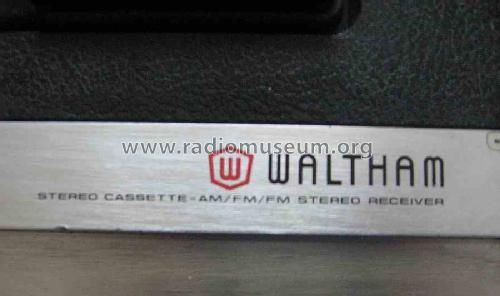 www.radiomuseum.org
W WALTHAM
STEREO CASSETTE-AM/FM/FM STEREO RECEIVER